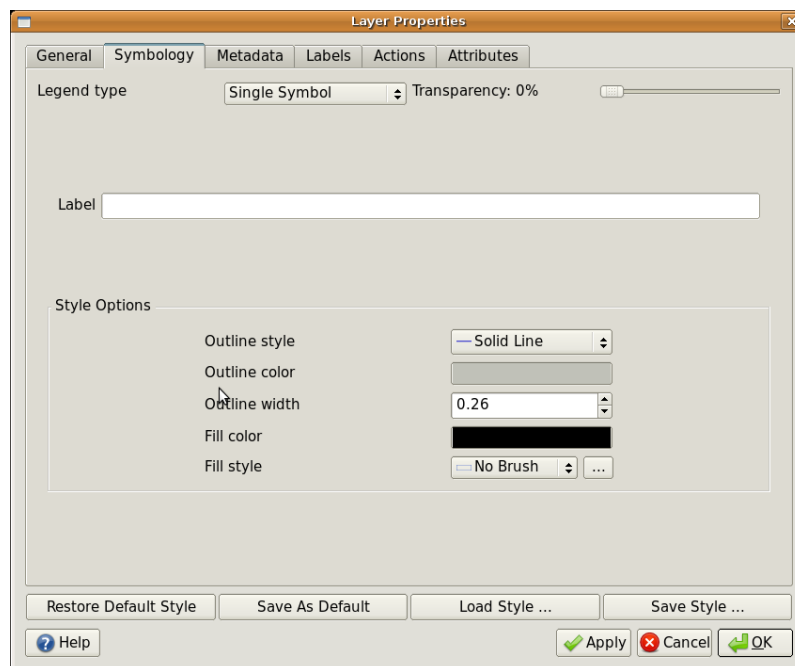 Layer Properties
General Symbology Metadata Labels Actions Attributes
Legend type Single Symbol Transparency: 0%
Label
Style Options
Outline style Solid Line
Outline color
Outline width 0.26
Fill color
Fill style No Brush ...
Restore Default Style Save As Default Load Style ... Save Style ...
Help Apply Cancel OK